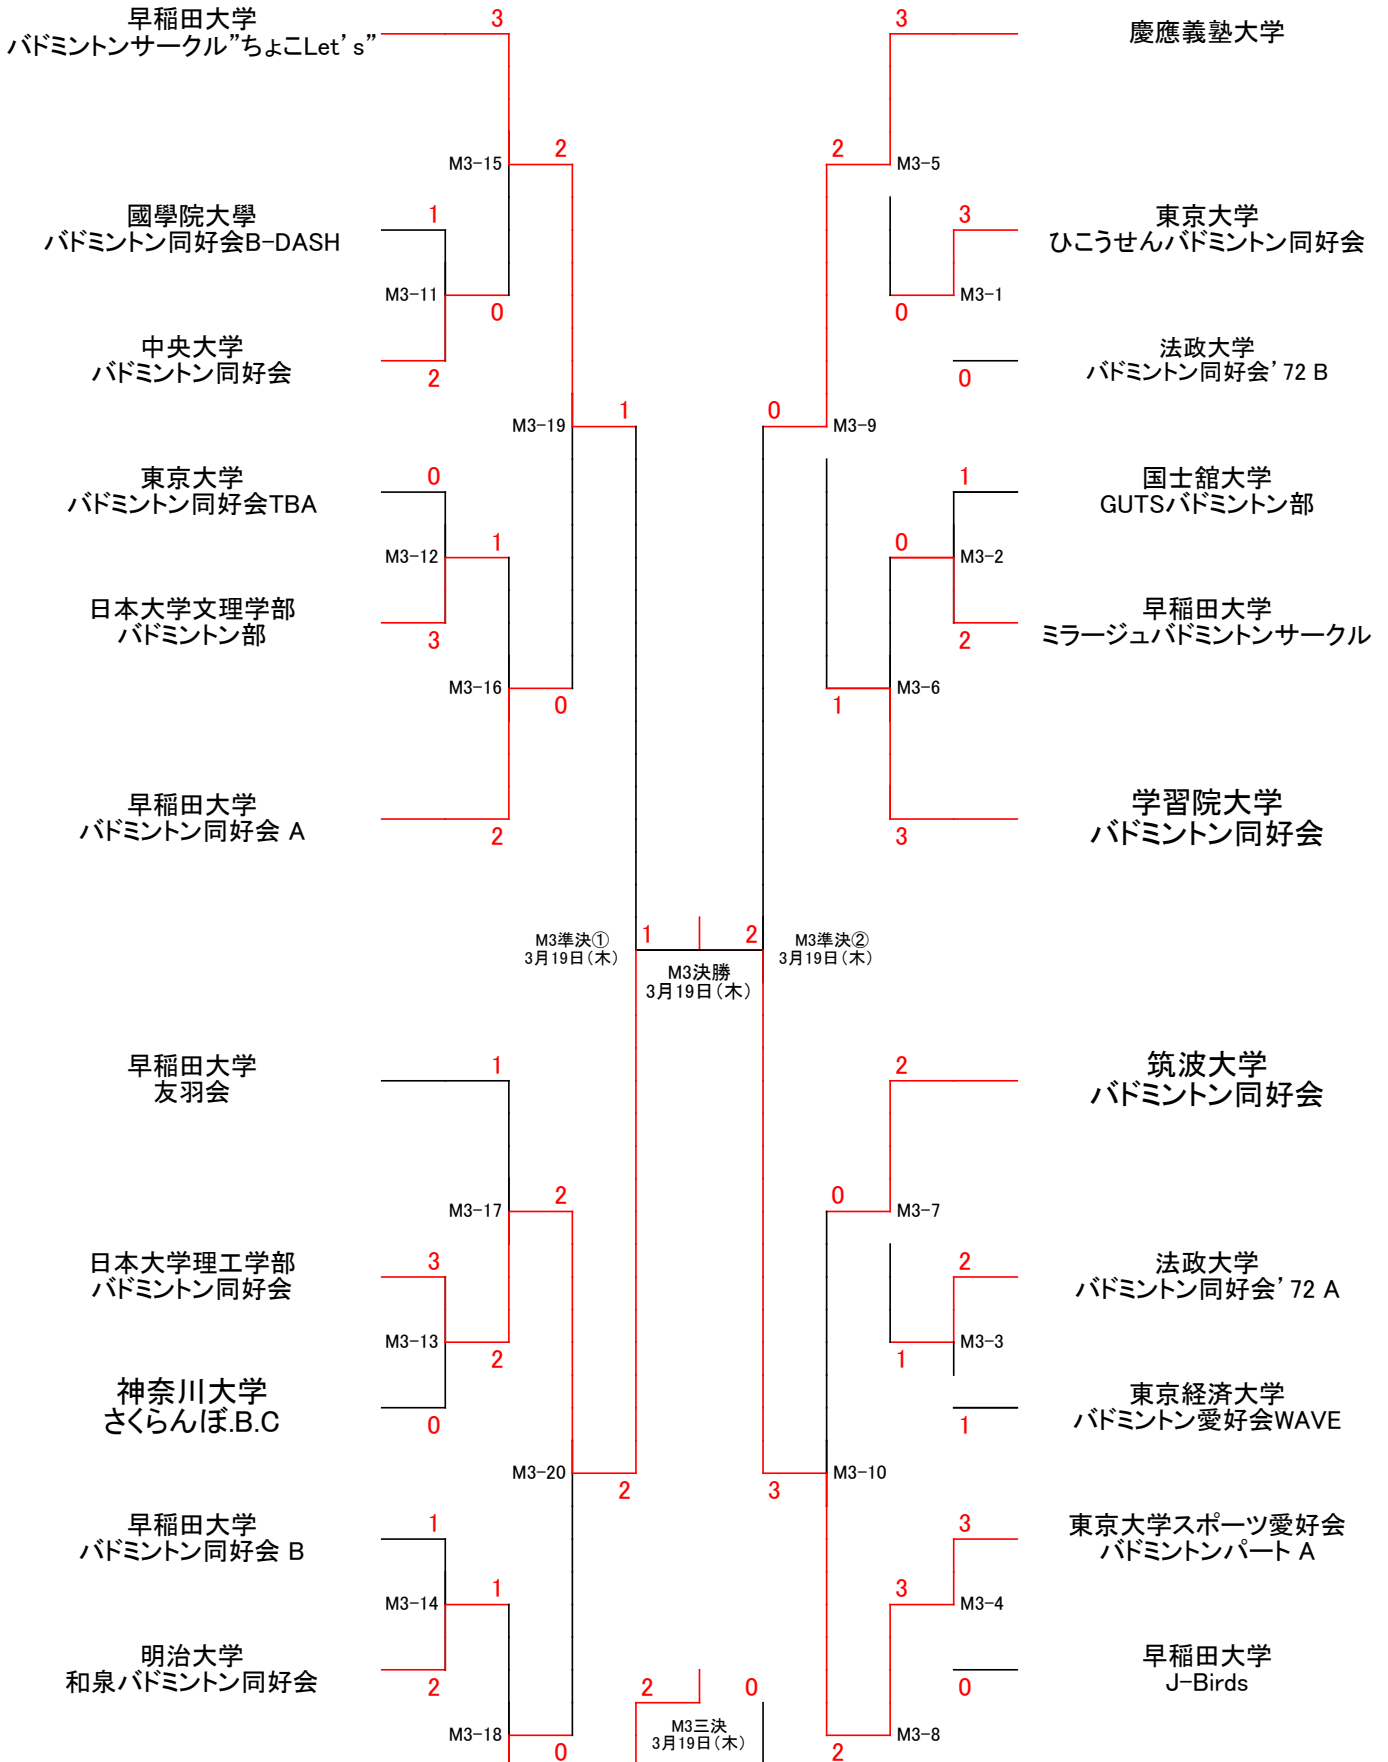 早稲田大学
バドミントンサークル”ちょこLet’s”
3
M3-15
2
國學院大學
バドミントン同好会B-DASH
1
M3-11
0
中央大学
バドミントン同好会
2
M3-19
1
東京大学
バドミントン同好会TBA
0
M3-12
1
日本大学文理学部
バドミントン部
3
M3-16
0
早稲田大学
バドミントン同好会 A
2
M3準決①
3月19日(木)
1
早稲田大学
友羽会
1
M3-17
2
日本大学理工学部
バドミントン同好会
3
M3-13
2
神奈川大学
さくらんぼ.B.C
0
M3-20
2
早稲田大学
バドミントン同好会 B
1
M3-14
1
明治大学
和泉バドミントン同好会
2
M3-18
0
M3決勝
3月19日(木)
2
0
M3三決
3月19日(木)
3
慶應義塾大学
2
M3-5
3
東京大学
ひこうせんバドミントン同好会
0
M3-1
法政大学
バドミントン同好会’72 B
0
0
M3-9
1
国士舘大学
GUTSバドミントン部
0
M3-2
早稲田大学
ミラージュバドミントンサークル
2
1
M3-6
学習院大学
バドミントン同好会
3
2
M3準決②
3月19日(木)
2
筑波大学
バドミントン同好会
0
M3-7
2
法政大学
バドミントン同好会’72 A
1
M3-3
東京経済大学
バドミントン愛好会WAVE
1
3
M3-10
3
東京大学スポーツ愛好会
バドミントンパート A
3
M3-4
早稲田大学
J-Birds
0
M3-8
2